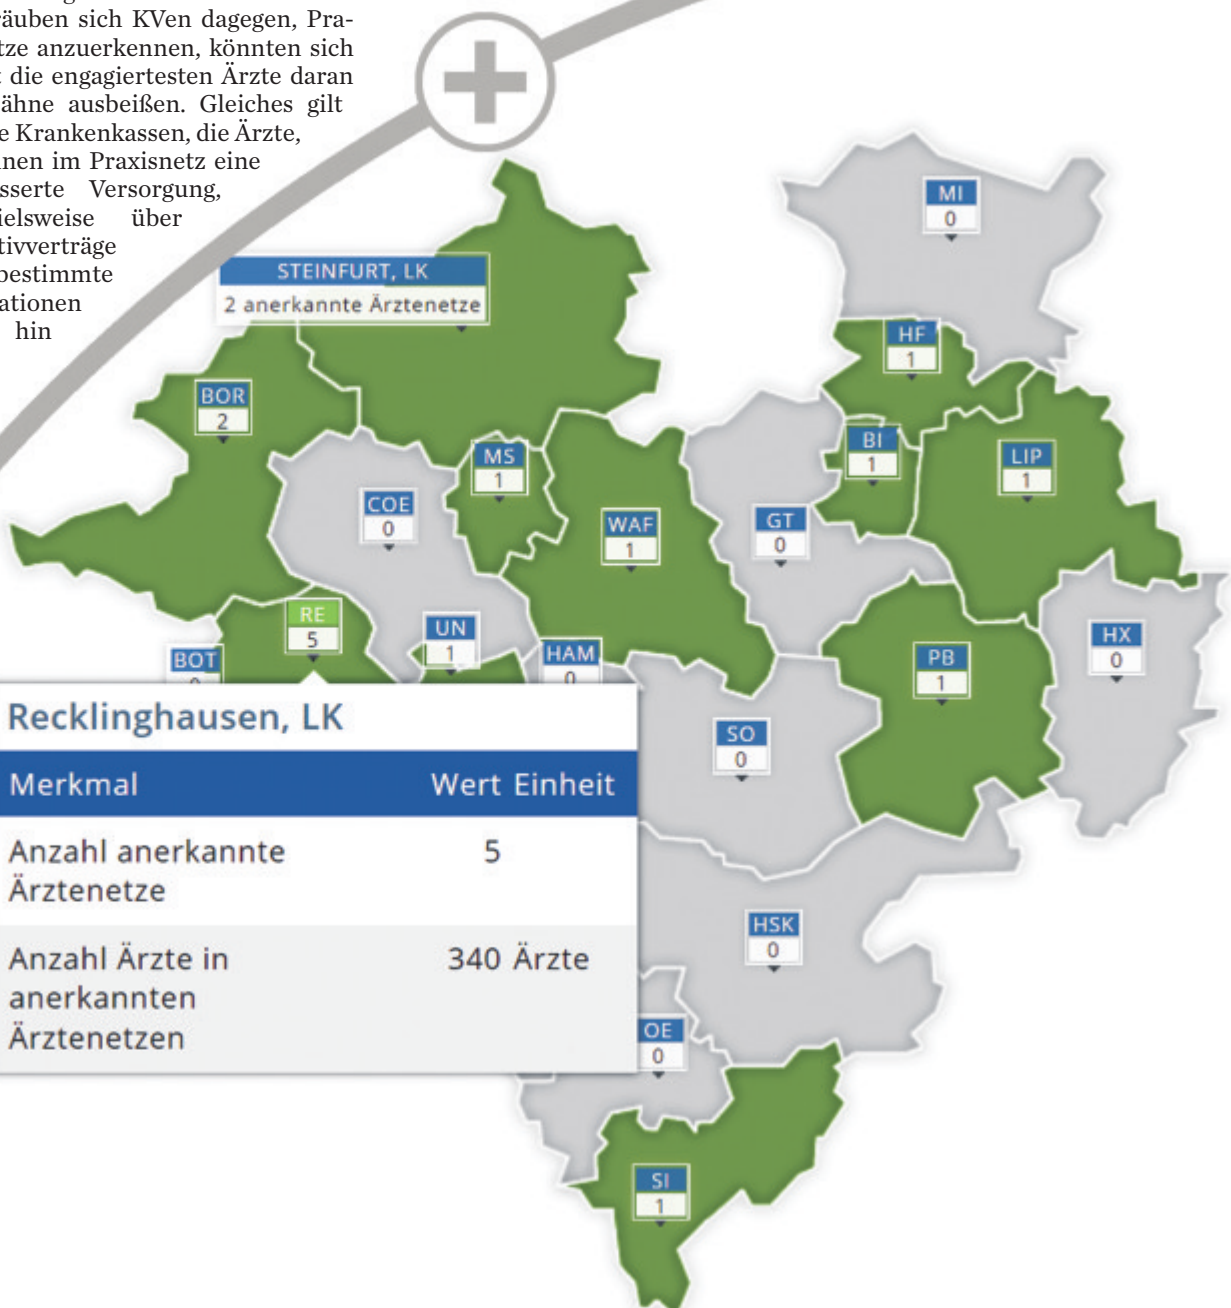 räuben sich KVen dagegen, Pra-
tze anzuerkennen, könnten sich
die engagiertesten Ärzte daran
ähne ausbeißen. Gleiches gilt
e Krankenkassen, die Ärzte,
nen im Praxisnetz eine
sserte Versorgung,
ielsweise über
tivverträge
bestimmte
ationen
hin
STEINFURT, LK
2 anerkannte Ärztenetze
MI
0
HF
1
BOR
2
MS
1
BI
1
LIP
1
COE
0
WAF
1
GT
0
RE
5
UN
1
HAM
0
BOT
PB
1
HX
0
SO
0
Recklinghausen, LK
Merkmal Wert Einheit
Anzahl anerkannte 5
Ärztenetze
Anzahl Ärzte in 340 Ärzte
anerkannten
Ärztenetzen
HSK
0
OE
0
SI
1